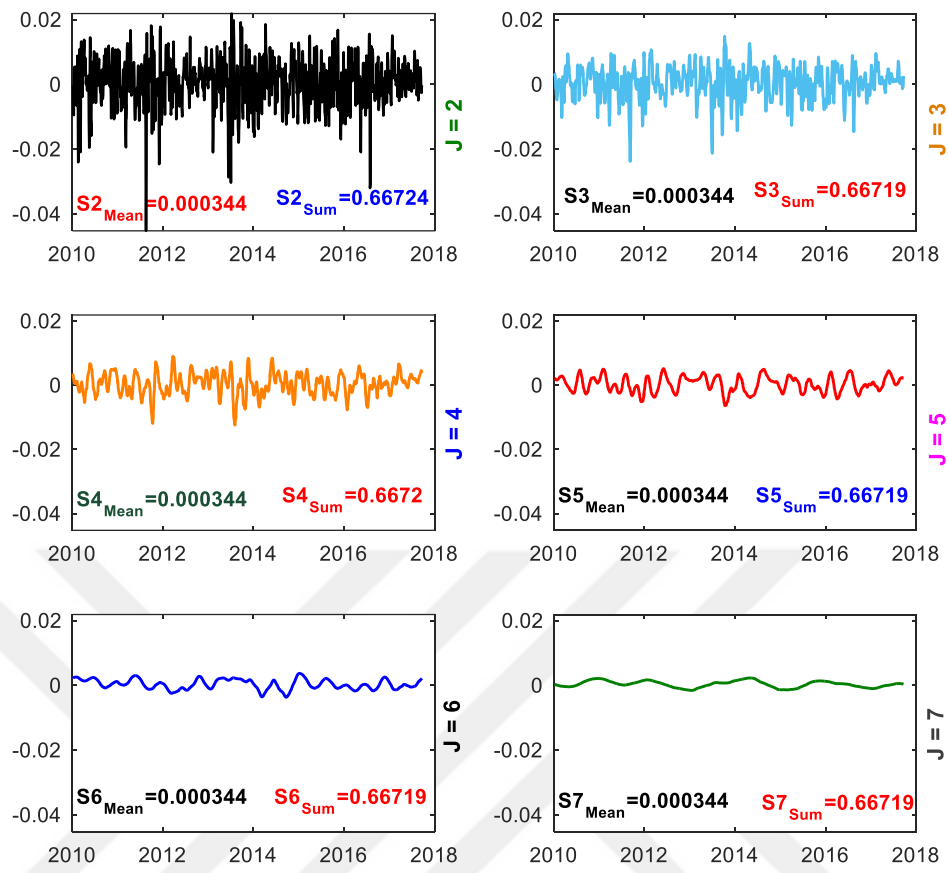 0.02
0
-0.02
-0.04
2010 2012 2014 2016 2018
S2Mean=0.000344 S2Sum=0.66724
J = 2
0.02
0
-0.02
-0.04
2010 2012 2014 2016 2018
S3Mean=0.000344 S3Sum=0.66719
J = 3
0.02
0
-0.02
-0.04
2010 2012 2014 2016 2018
S4Mean=0.000344 S4Sum=0.6672
J = 4
0.02
0
-0.02
-0.04
2010 2012 2014 2016 2018
S5Mean=0.000344 S5Sum=0.66719
J = 5
0.02
0
-0.02
-0.04
2010 2012 2014 2016 2018
S6Mean=0.000344 S6Sum=0.66719
J = 6
0.02
0
-0.02
-0.04
2010 2012 2014 2016 2018
S7Mean=0.000344 S7Sum=0.66719
J = 7